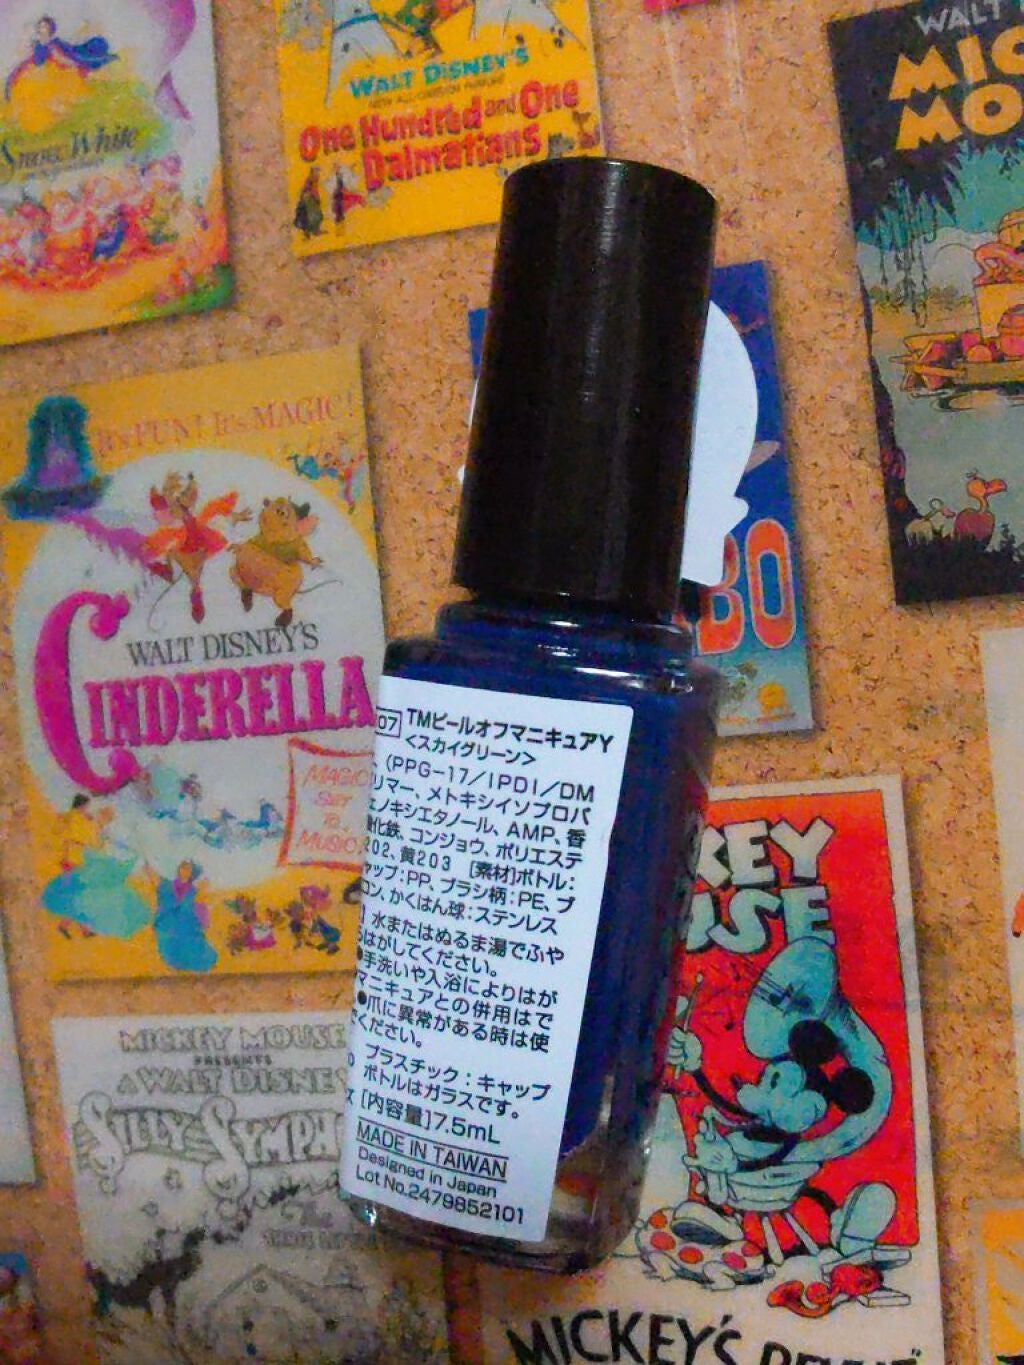 Snow White
WALT DISNEY'S
One Hundred and One
Dalmatians
WALT
MIC
MO
It's FUN! It's MAGIC!
WALT DISNEY'S
CINDERELLA
MAGIC
SET
TO
MUSIC!
BO
KEY
USE
MICKEY MOUSE
PRESENTS
A WALT DISNE
SILLY SYMPH
MICKEY'S
07 TMピールオフマニキュアY
<スカイグリーン>
(PPG-17/IPDI/DM
リマー、メトキシイソプロパ
ェノキシエタノール、AMP、香
酸化鉄、コンジョウ、ポリエステ
202、黄203 [素材]ボトル:
ャップ:PP、ブラシ柄:PE、ブ
ロン、かくはん球:ステンレス
] 水またはぬるま湯でふや
らはがしてください。
●手洗いや入浴によりはが
マニキュアとの併用はで
●爪に異常がある時は使
ください。
プラスチック:キャップ
ボトルはガラスです。
[内容量]7.5mL
MADE IN TAIWAN
Designed in Japan
Lot No.2479852101